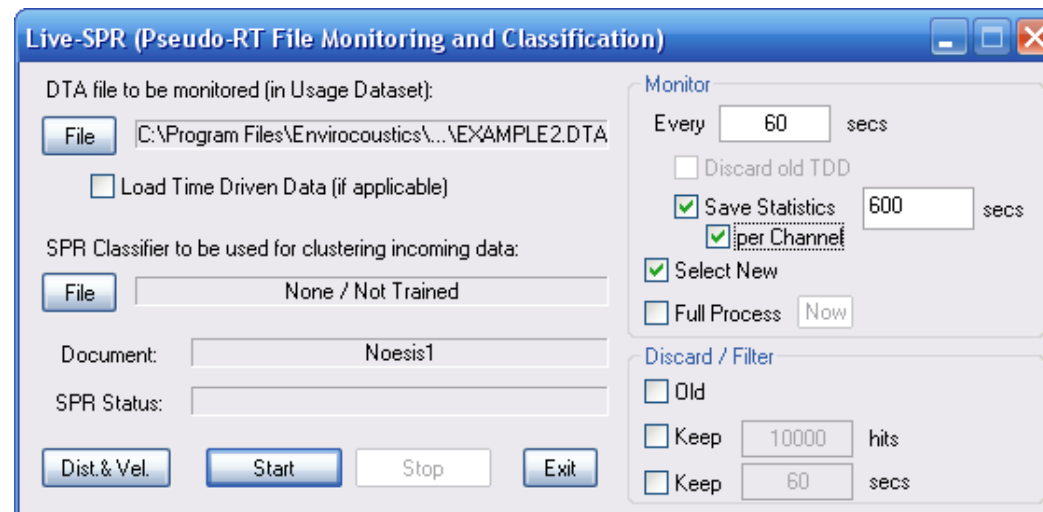 Live-SPR (Pseudo-RT File Monitoring and Classification)
DTA file to be monitored (in Usage Dataset):
File
C:\Program Files\Envirocoustics\...\EXAMPLE2.DTA
Load Time Driven Data (if applicable)
SPR Classifier to be used for clustering incoming data:
File
None / Not Trained
Document:
Noesis1
SPR Status:
Dist.& Vel.
Start
Stop
Exit
Monitor
Every 60 secs
Discard old TDD
Save Statistics 600 secs
per Channel
Select New
Full Process Now
Discard / Filter
Old
Keep 10000 hits
Keep 60 secs